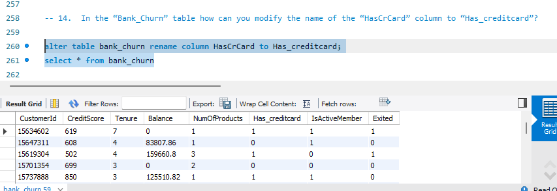 257
258 -- 14. In the “Bank_Churn” table how can you modify the name of the “HasCrCard” column to “Has_creditcard”?
259
260 alter table bank_churn rename column HasCrCard to Has_creditcard;
261 select * from bank_churn
262
Result Grid Filter Rows: Export: Wrap Cell Content: Fetch rows:
CustomerId CreditScore Tenure Balance NumOfProducts Has_creditcard IsActiveMember Exited
15634602 619 7 0 1 1 1 1
15647311 608 4 83807.86 1 0 1 0
15619304 502 4 159660.8 3 1 0 1
15701354 699 3 0 2 0 0 0
15737888 850 3 125510.82 1 1 1 0
bank_churn 59
Result
Grid
Read O